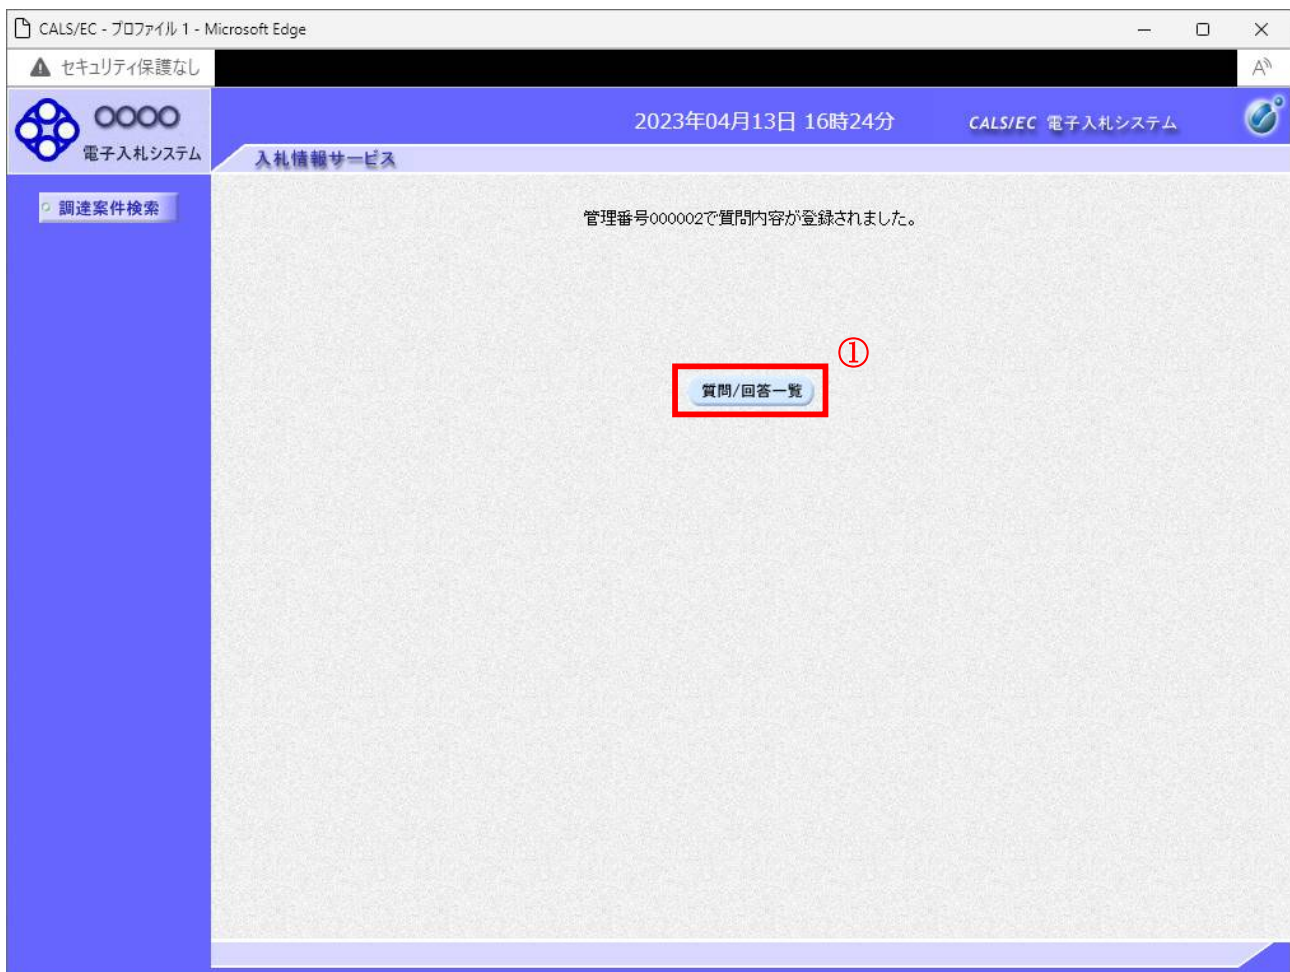 CALS/EC - プロファイル 1 - Microsoft Edge
セキュリティ保護なし
OOOO
電子入札システム
2023年04月13日 16時24分
CALS/EC 電子入札システム
入札情報サービス
調達案件検索
管理番号000002で質問内容が登録されました。
①
質問/回答一覧